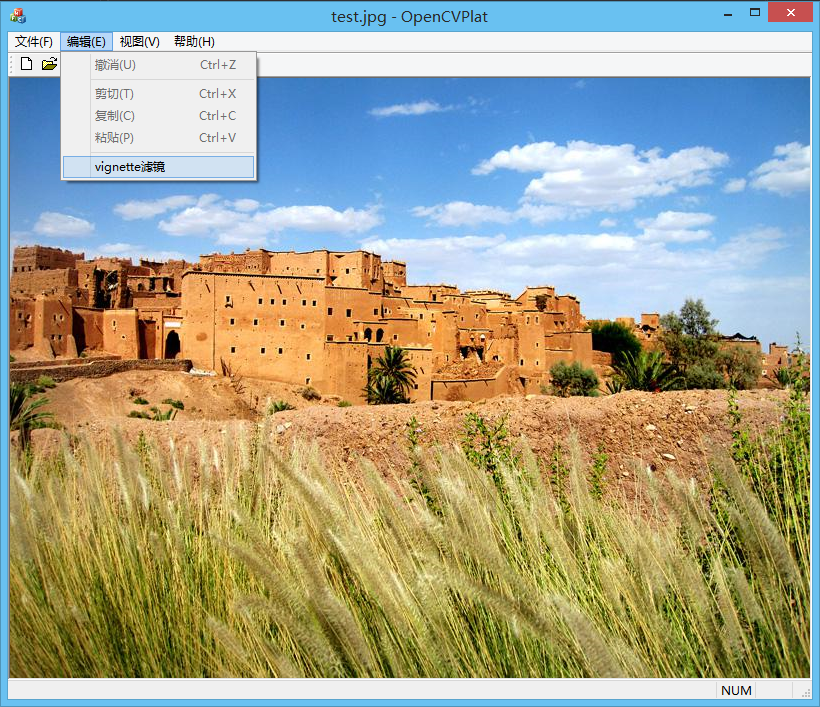 test.jpg - OpenCVPlat
文件(F) 编辑(E) 视图(V) 帮助(H)
撤消(U) Ctrl+Z
剪切(T) Ctrl+X
复制(C) Ctrl+C
粘贴(P) Ctrl+V
vignette滤镜
NUM